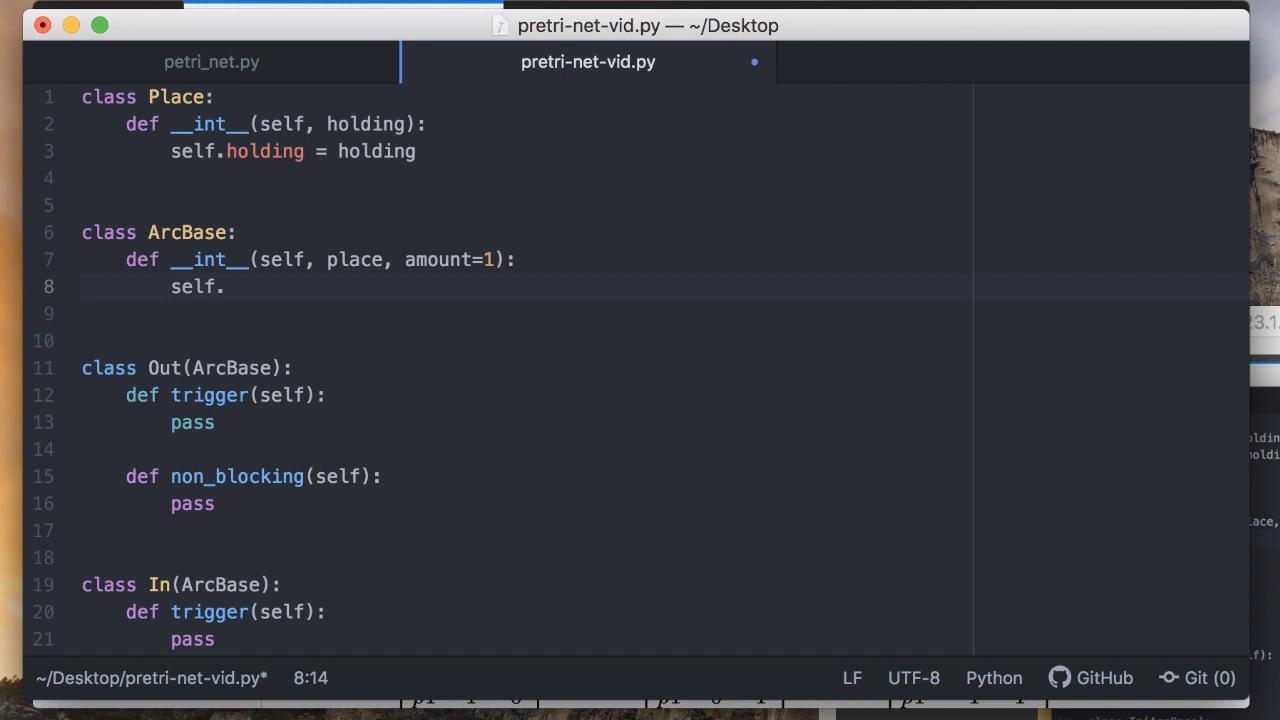 pretri-net-vid.py — ~/Desktop
petri_net.py
pretri-net-vid.py
1 class Place:
2 def __int__(self, holding):
3 self.holding = holding
4
5
6 class ArcBase:
7 def __int__(self, place, amount=1):
8 self.
9
10
11 class Out(ArcBase):
12 def trigger(self):
13 pass
14
15 def non_blocking(self):
16 pass
17
18
19 class In(ArcBase):
20 def trigger(self):
21 pass
~/Desktop/pretri-net-vid.py* 8:14 LF UTF-8 Python GitHub Git (0)